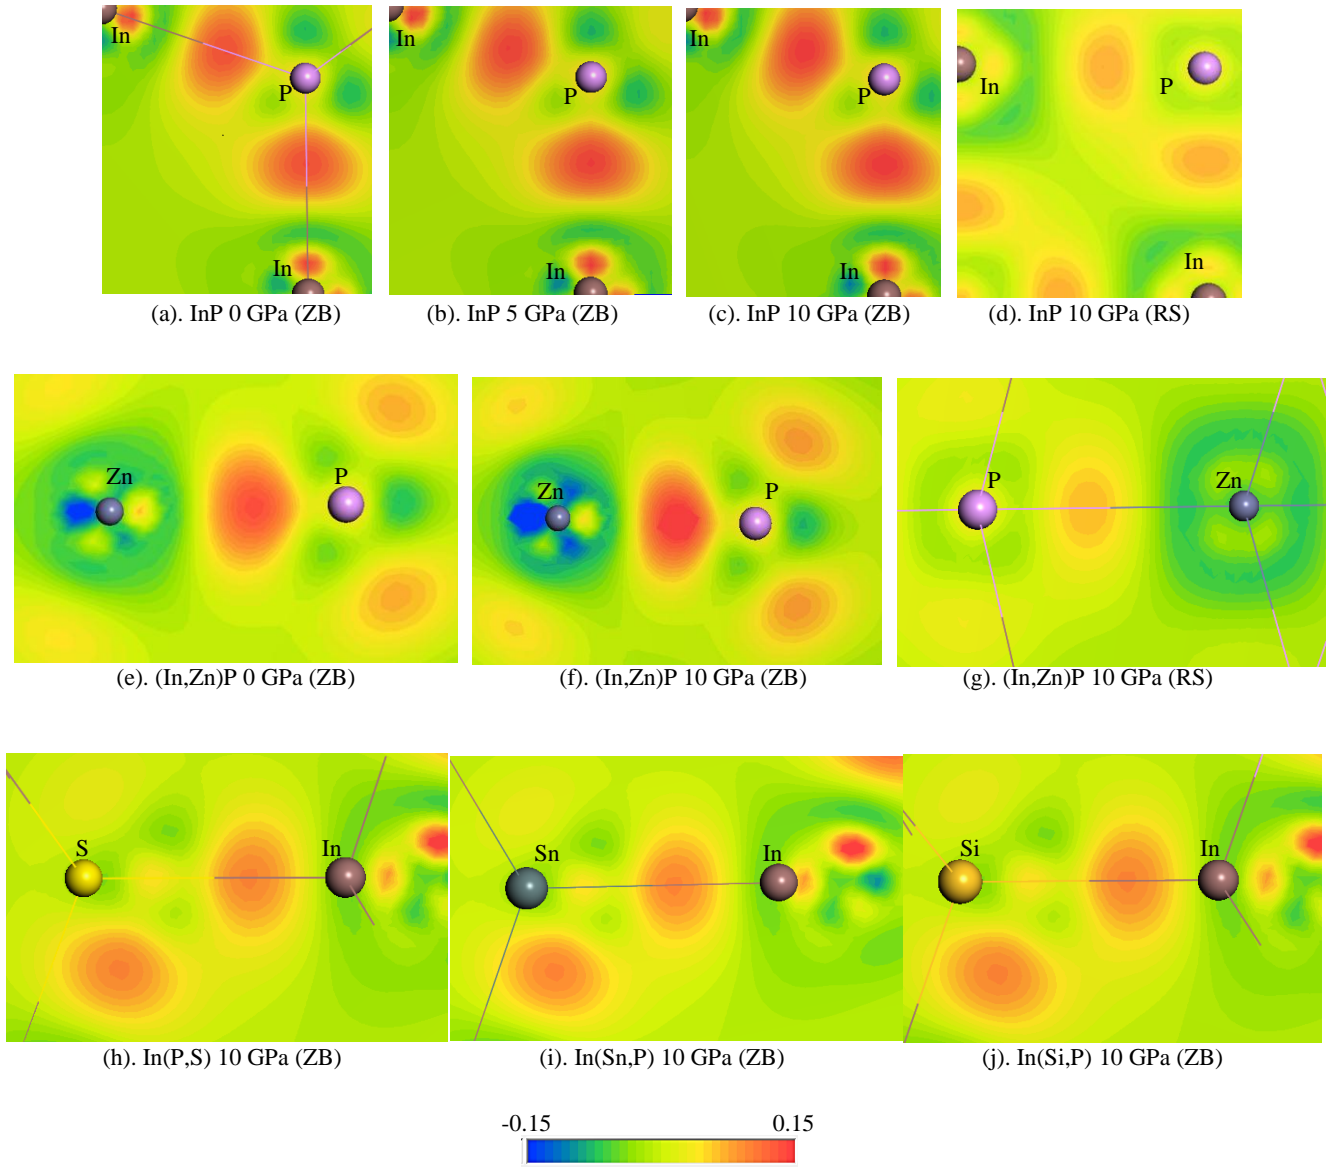 In
P
(a). InP 0 GPa (ZB)
In
In
P
(b). InP 5 GPa (ZB)
In
In
P
(c). InP 10 GPa (ZB)
In
In
P
(d). InP 10 GPa (RS)
In
Zn
P
(e). (In,Zn)P 0 GPa (ZB)
Zn
P
(f). (In,Zn)P 10 GPa (ZB)
P
Zn
(g). (In,Zn)P 10 GPa (RS)
S
In
(h). In(P,S) 10 GPa (ZB)
Sn
In
(i). In(Sn,P) 10 GPa (ZB)
Si
In
(j). In(Si,P) 10 GPa (ZB)
-0.15 0.15